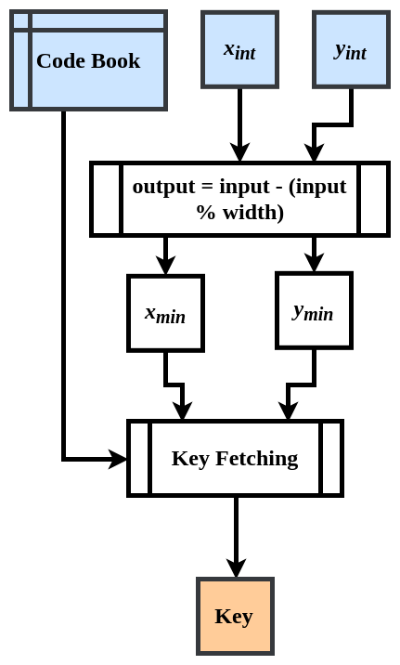 Code Book
x_int
y_int
output = input - (input
% width)
x_min
y_min
Key Fetching
Key